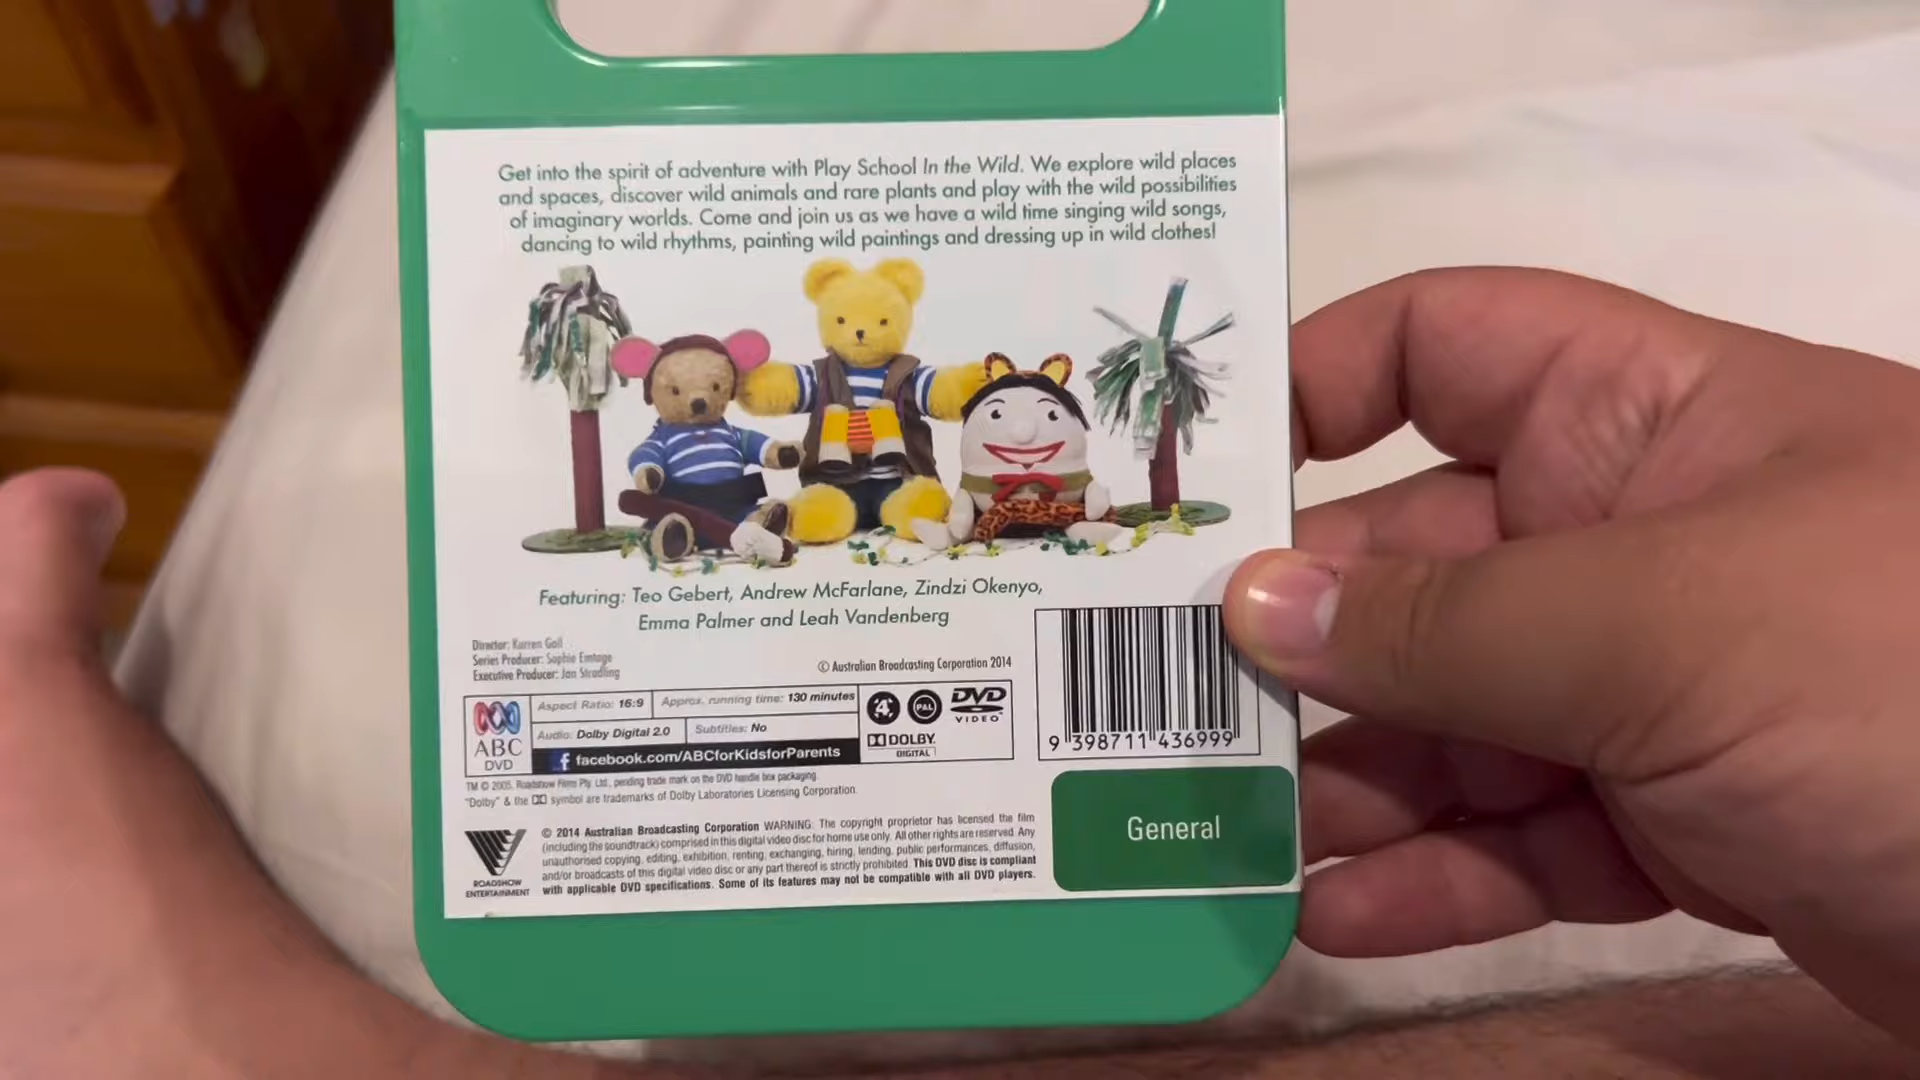 Get into the spirit of adventure with Play School In the Wild. We explore wild places
and spaces, discover wild animals and rare plants and play with the wild possibilities
of imaginary worlds. Come and join us as we have a wild time singing wild songs,
dancing to wild rhythms, painting wild paintings and dressing up in wild clothes!
Featuring: Teo Gebert, Andrew McFarlane, Zindzi Okenyo,
Emma Palmer and Leah Vandenberg
Director: Karren Gail
Series Producer: Sophie Emtage
Executive Producer: Jan Stradling
© Australian Broadcasting Corporation 2014
ABC
DVD
Aspect Ratio: 16:9
Approx. running time: 130 minutes
Audio: Dolby Digital 2.0
Subtitles: No
f facebook.com/ABCforKidsforParents
4
PAL
DVD
VIDEO
DOLBY
DIGITAL
9 398711 436999
TM © 2005, Roadshow Films Pty. Ltd., pending trade mark on the DVD handle box packaging.
"Dolby" & the DD symbol are trademarks of Dolby Laboratories Licensing Corporation.
ROADSHOW
ENTERTAINMENT
© 2014 Australian Broadcasting Corporation WARNING: The copyright proprietor has licensed the film
(including the soundtrack) comprised in this digital video disc for home use only. All other rights are reserved. Any
unauthorised copying, editing, exhibition, renting, exchanging, hiring, lending, public performances, diffusion,
and/or broadcasts of this digital video disc or any part thereof is strictly prohibited. This DVD disc is compliant
with applicable DVD specifications. Some of its features may not be compatible with all DVD players.
General